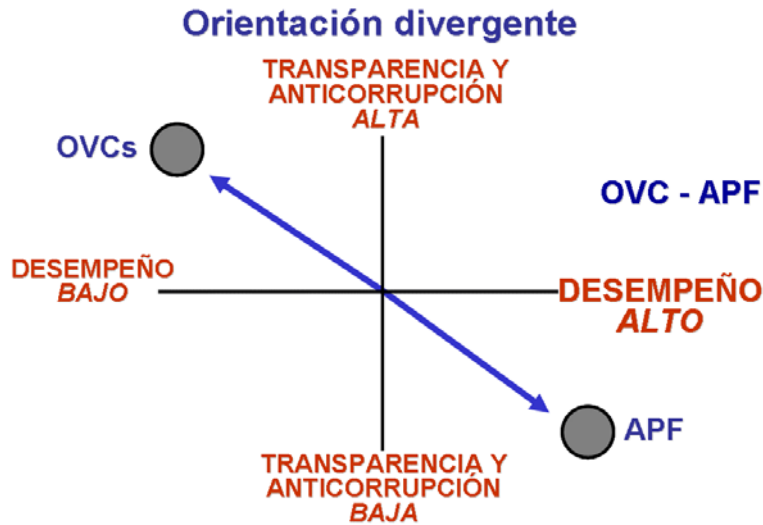 Orientación divergente
TRANSPARENCIA Y
ANTICORRUPCIÓN
ALTA
OVCs
OVC - APF
DESEMPEÑO
BAJO
DESEMPEÑO
ALTO
APF
TRANSPARENCIA Y
ANTICORRUPCIÓN
BAJA